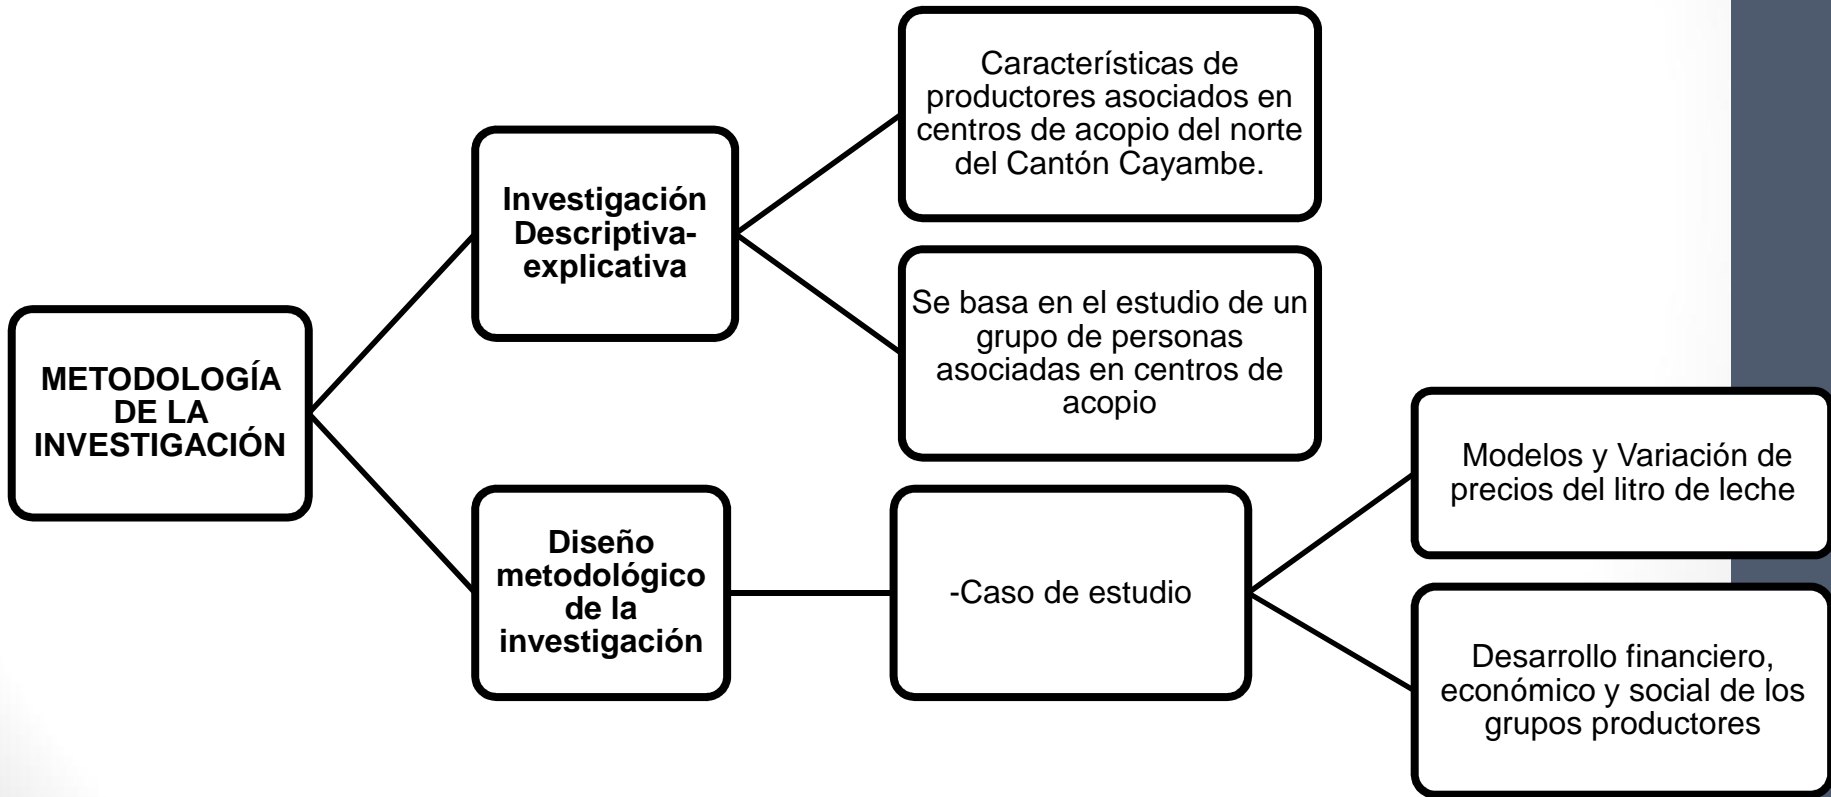 METODOLOGÍA
DE LA
INVESTIGACIÓN
Investigación
Descriptiva-
explicativa
Características de
productores asociados en
centros de acopio del norte
del Cantón Cayambe.
Se basa en el estudio de un
grupo de personas
asociadas en centros de
acopio
Diseño
metodológico
de la
investigación
-Caso de estudio
Modelos y Variación de
precios del litro de leche
Desarrollo financiero,
económico y social de los
grupos productores